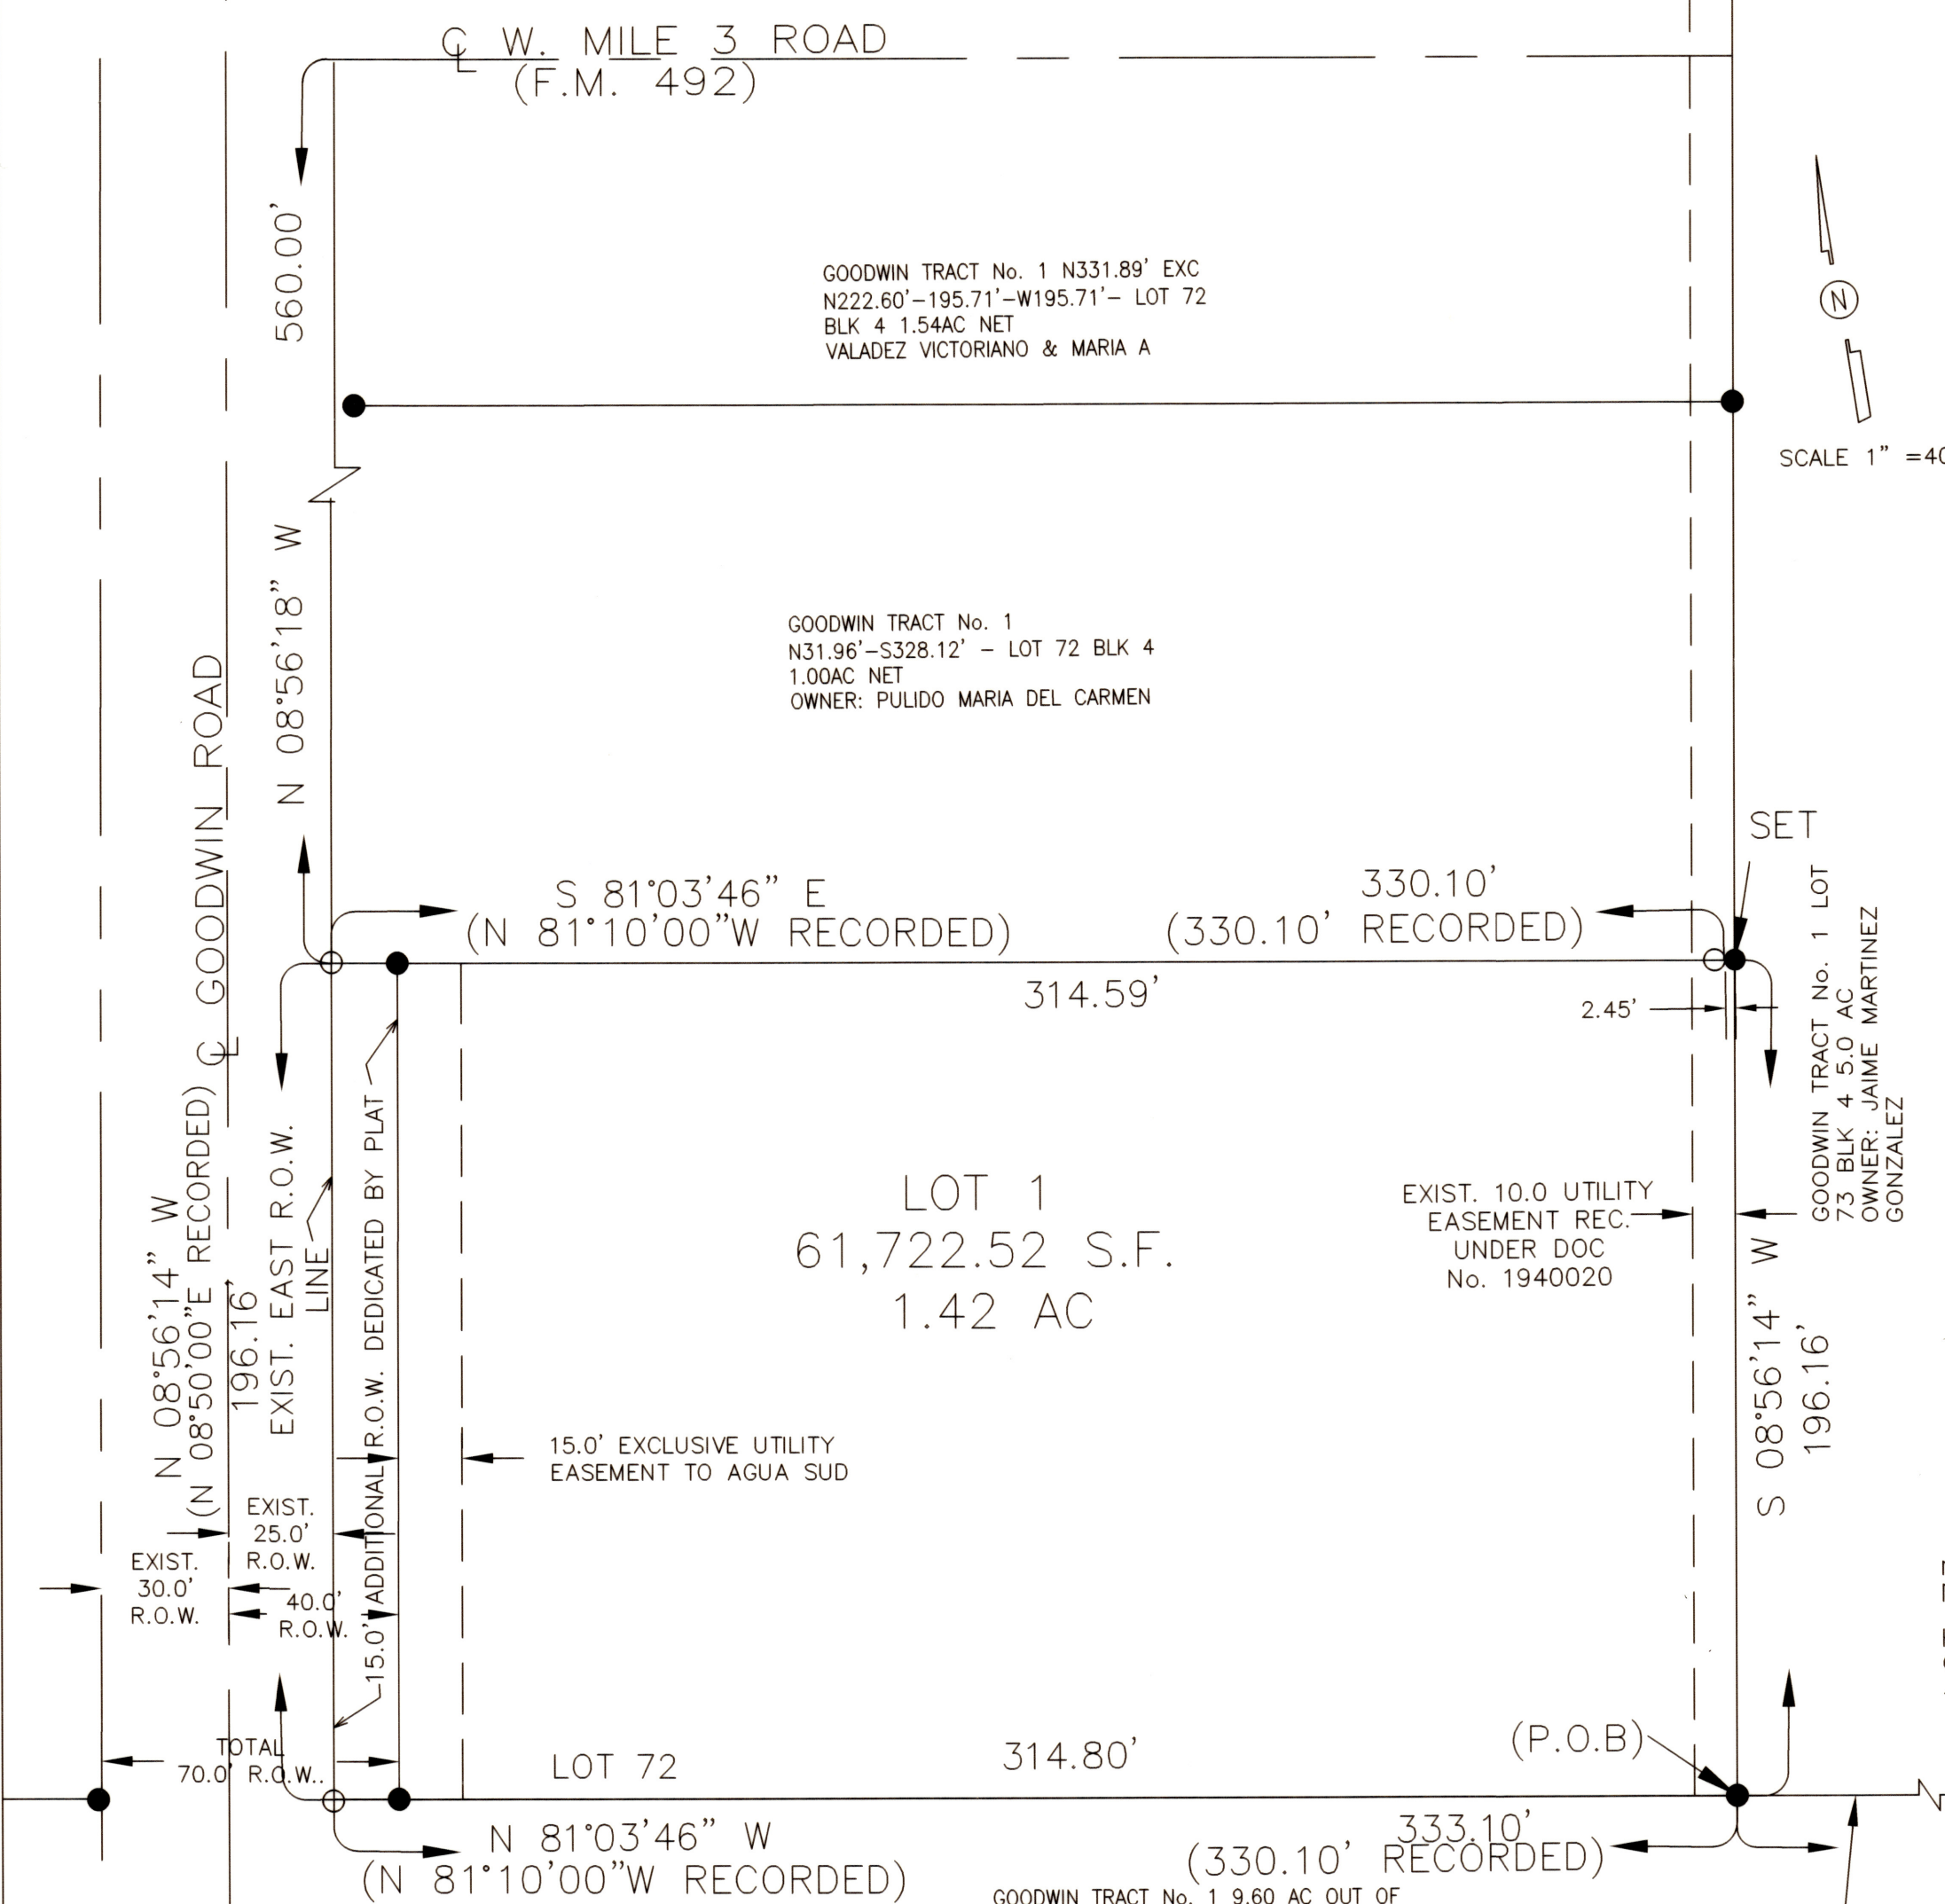 ℄ W. MILE 3 ROAD
(F.M. 492)
560.00'
GOODWIN TRACT No. 1 N331.89' EXC
N222.60'-195.71'-W195.71'- LOT 72
BLK 4 1.54AC NET
VALADEZ VICTORIANO & MARIA A
N
SCALE 1" =40
N 08°56'18" W
GOODWIN TRACT No. 1
N31.96'-S328.12' - LOT 72 BLK 4
1.00AC NET
OWNER: PULIDO MARIA DEL CARMEN
℄ GOODWIN ROAD
SET
S 81°03'46" E
(N 81°10'00"W RECORDED)
330.10'
(330.10' RECORDED)
314.59'
2.45'
GOODWIN TRACT No. 1 LOT
73 BLK 4 5.0 AC
OWNER: JAIME MARTINEZ
GONZALEZ
N 08°56'14" W
(N 08°50'00"E RECORDED)
196.16'
EXIST. EAST R.O.W.
LINE
15.0' ADDITIONAL R.O.W. DEDICATED BY PLAT
LOT 1
61,722.52 S.F.
1.42 AC
EXIST. 10.0 UTILITY
EASEMENT REC.
UNDER DOC
No. 1940020
S 08°56'14" W
196.16'
15.0' EXCLUSIVE UTILITY
EASEMENT TO AGUA SUD
EXIST.
25.0'
R.O.W.
EXIST.
30.0'
R.O.W.
40.0'
R.O.W.
TOTAL
70.0' R.O.W..
LOT 72
314.80'
(P.O.B)
N 81°03'46" W
(N 81°10'00"W RECORDED)
333.10'
(330.10' RECORDED)
GOODWIN TRACT No. 1 9.60 AC OUT OF